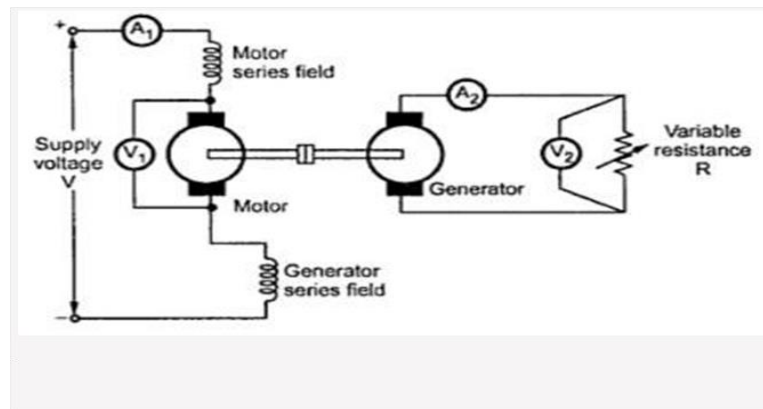 +
A1
Motor
series field
A2
Supply
voltage
V
V1
V2
Variable
resistance
R
Generator
Motor
Generator
series field
−